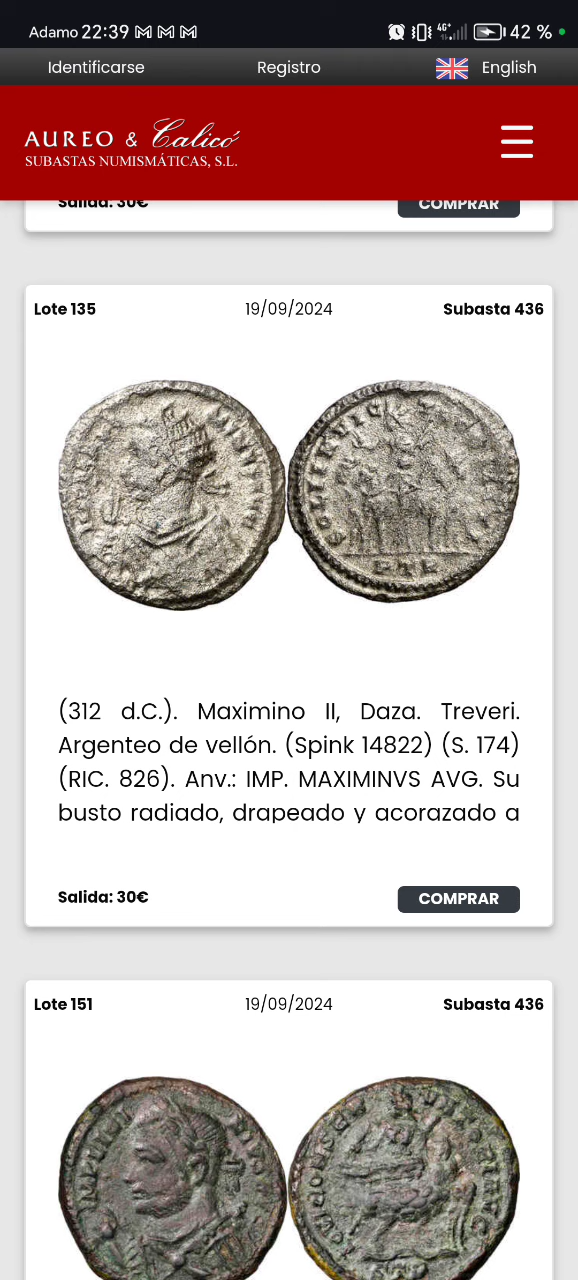 Adamo 22:39
4G+
42 %
Identificarse
Registro
English
AUREO & Calicó
SUBASTAS NUMISMÁTICAS, S.L.
Salida: 30€
COMPRAR
Lote 135
19/09/2024
Subasta 436
PTR
(312 d.C.). Maximino II, Daza. Treveri.
Argenteo de vellón. (Spink 14822) (S. 174)
(RIC. 826). Anv.: IMP. MAXIMINVS AVG. Su
busto radiado, drapeado y acorazado a
Salida: 30€
COMPRAR
Lote 151
19/09/2024
Subasta 436